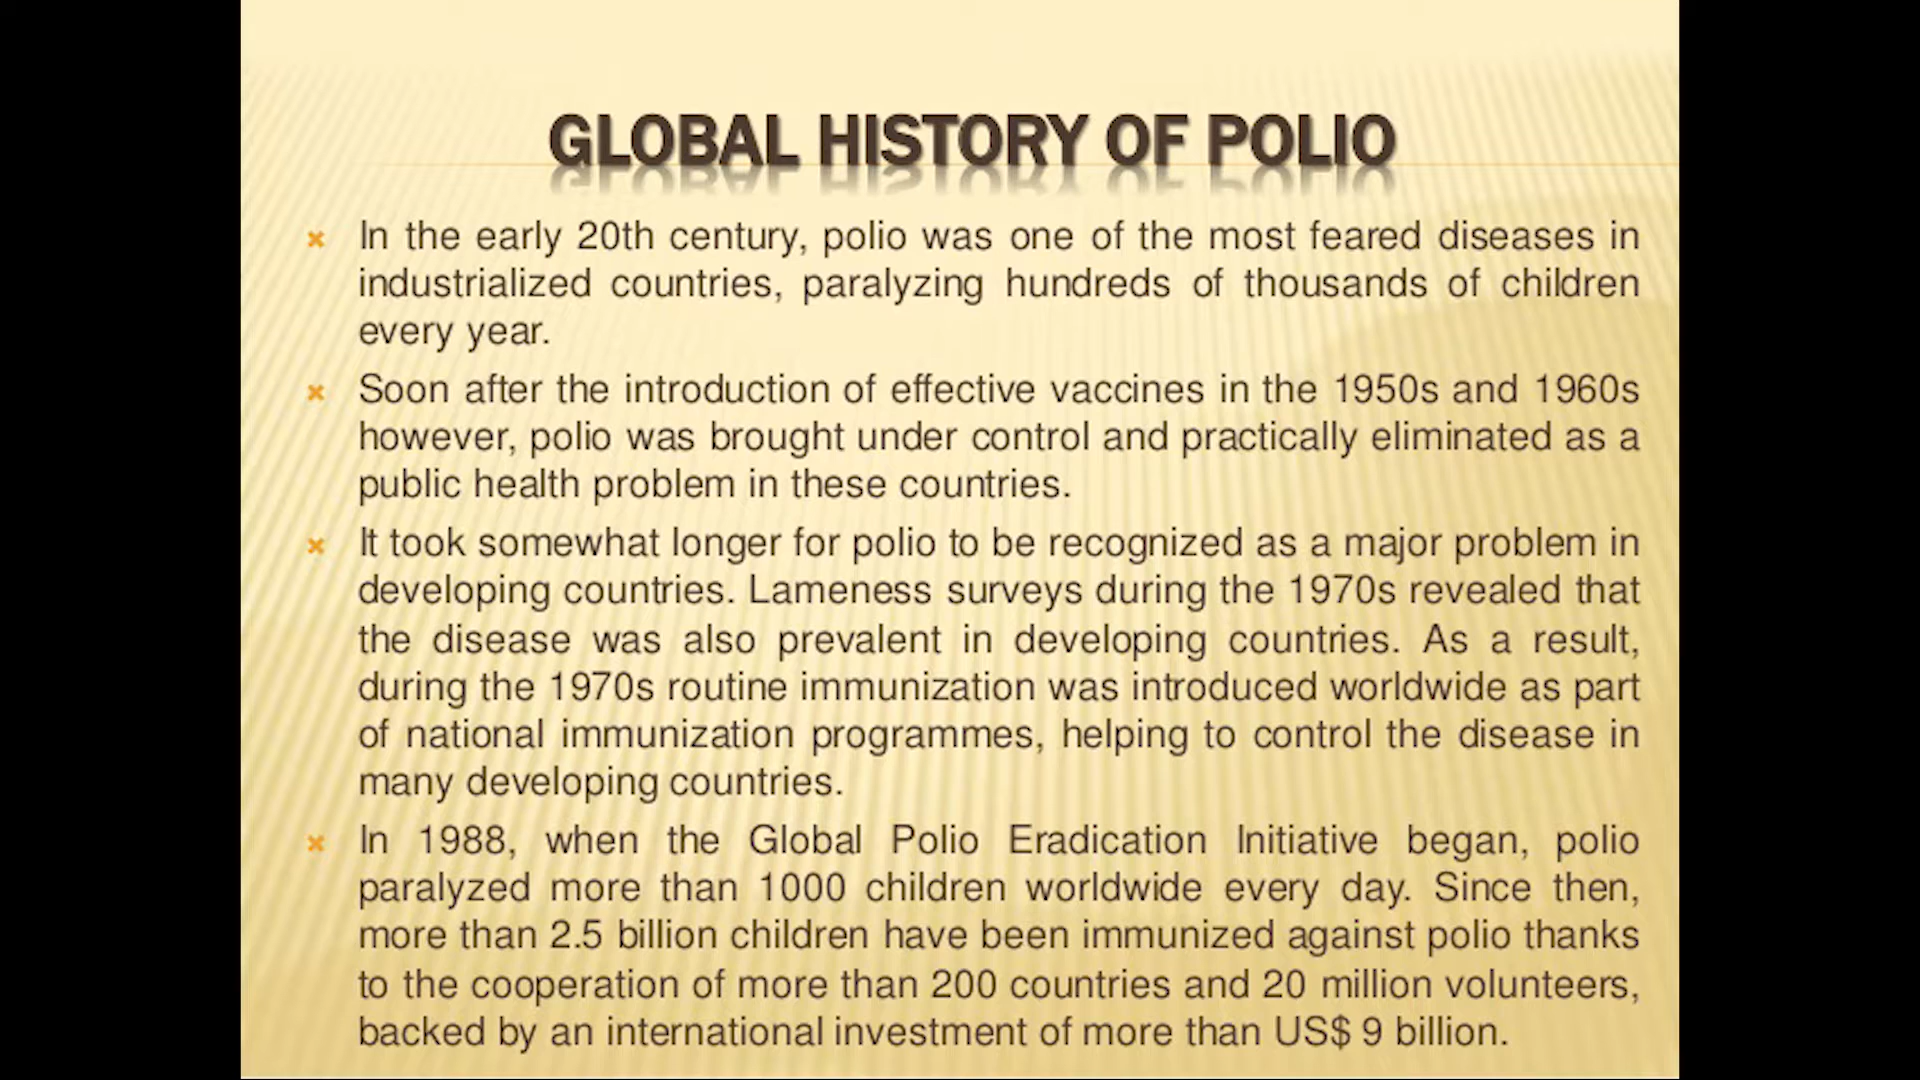 GLOBAL HISTORY OF POLIO
In the early 20th century, polio was one of the most feared diseases in
industrialized countries, paralyzing hundreds of thousands of children
every year.
Soon after the introduction of effective vaccines in the 1950s and 1960s
however, polio was brought under control and practically eliminated as a
public health problem in these countries.
It took somewhat longer for polio to be recognized as a major problem in
developing countries. Lameness surveys during the 1970s revealed that
the disease was also prevalent in developing countries. As a result,
during the 1970s routine immunization was introduced worldwide as part
of national immunization programmes, helping to control the disease in
many developing countries.
In 1988, when the Global Polio Eradication Initiative began, polio
paralyzed more than 1000 children worldwide every day. Since then,
more than 2.5 billion children have been immunized against polio thanks
to the cooperation of more than 200 countries and 20 million volunteers,
backed by an international investment of more than US$ 9 billion.